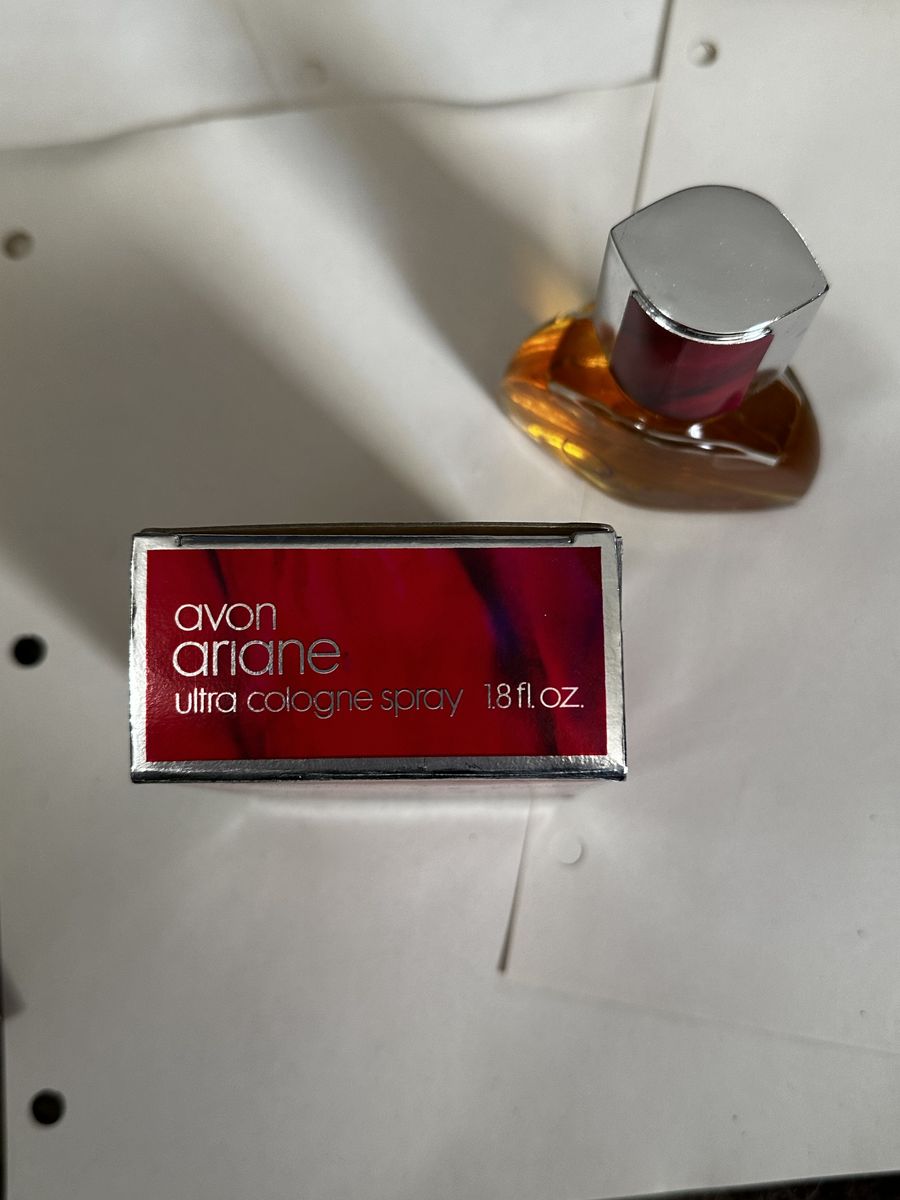 avon
ariane
ultra cologne spray 1.8 fl. oz.